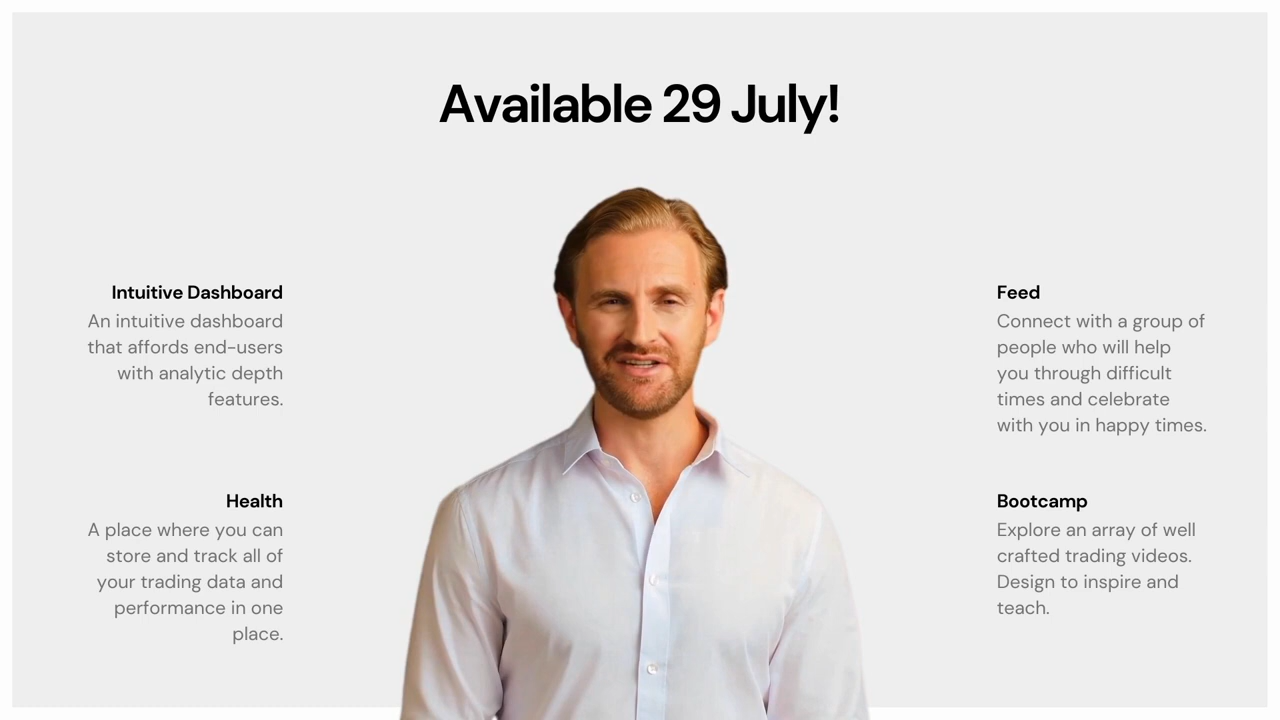 Available 29 July!
Intuitive Dashboard
An intuitive dashboard
that affords end-users
with analytic depth
features.
Health
A place where you can
store and track all of
your trading data and
performance in one
place.
Feed
Connect with a group of
people who will help
you through difficult
times and celebrate
with you in happy times.
Bootcamp
Explore an array of well
crafted trading videos.
Design to inspire and
teach.